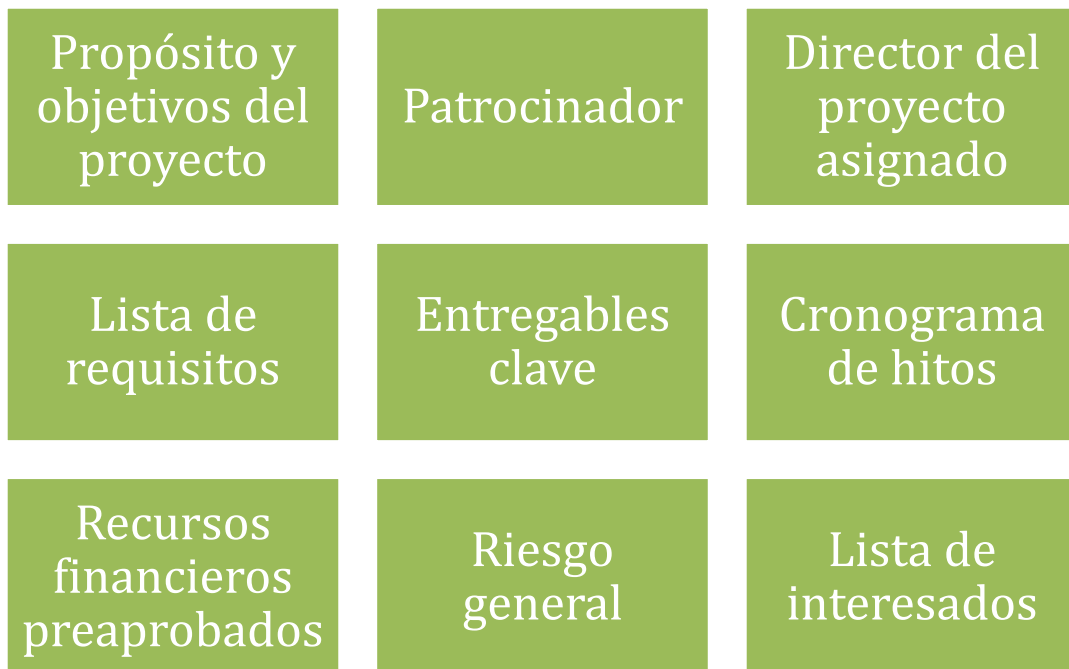 Propósito y
objetivos del
proyecto
Patrocinador
Director del
proyecto
asignado
Lista de
requisitos
Entregables
clave
Cronograma
de hitos
Recursos
financieros
preaprobados
Riesgo
general
Lista de
interesados